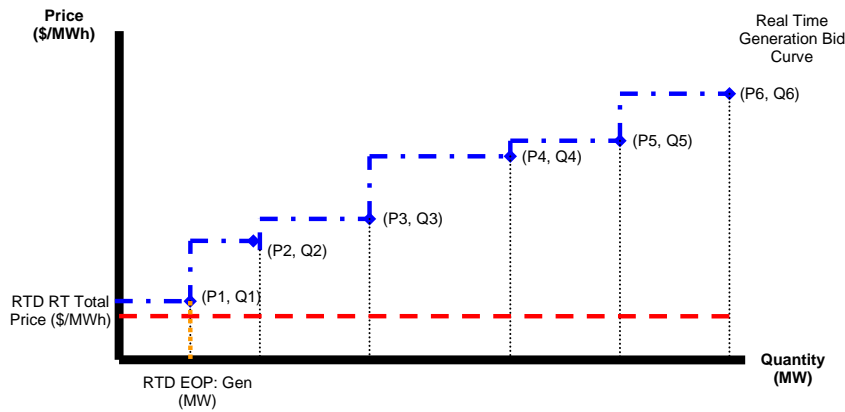 Price
($/MWh)
Real Time
Generation Bid
Curve
(P6, Q6)
(P5, Q5)
(P4, Q4)
(P3, Q3)
(P2, Q2)
(P1, Q1)
RTD RT Total
Price ($/MWh)
Quantity
(MW)
RTD EOP: Gen
(MW)